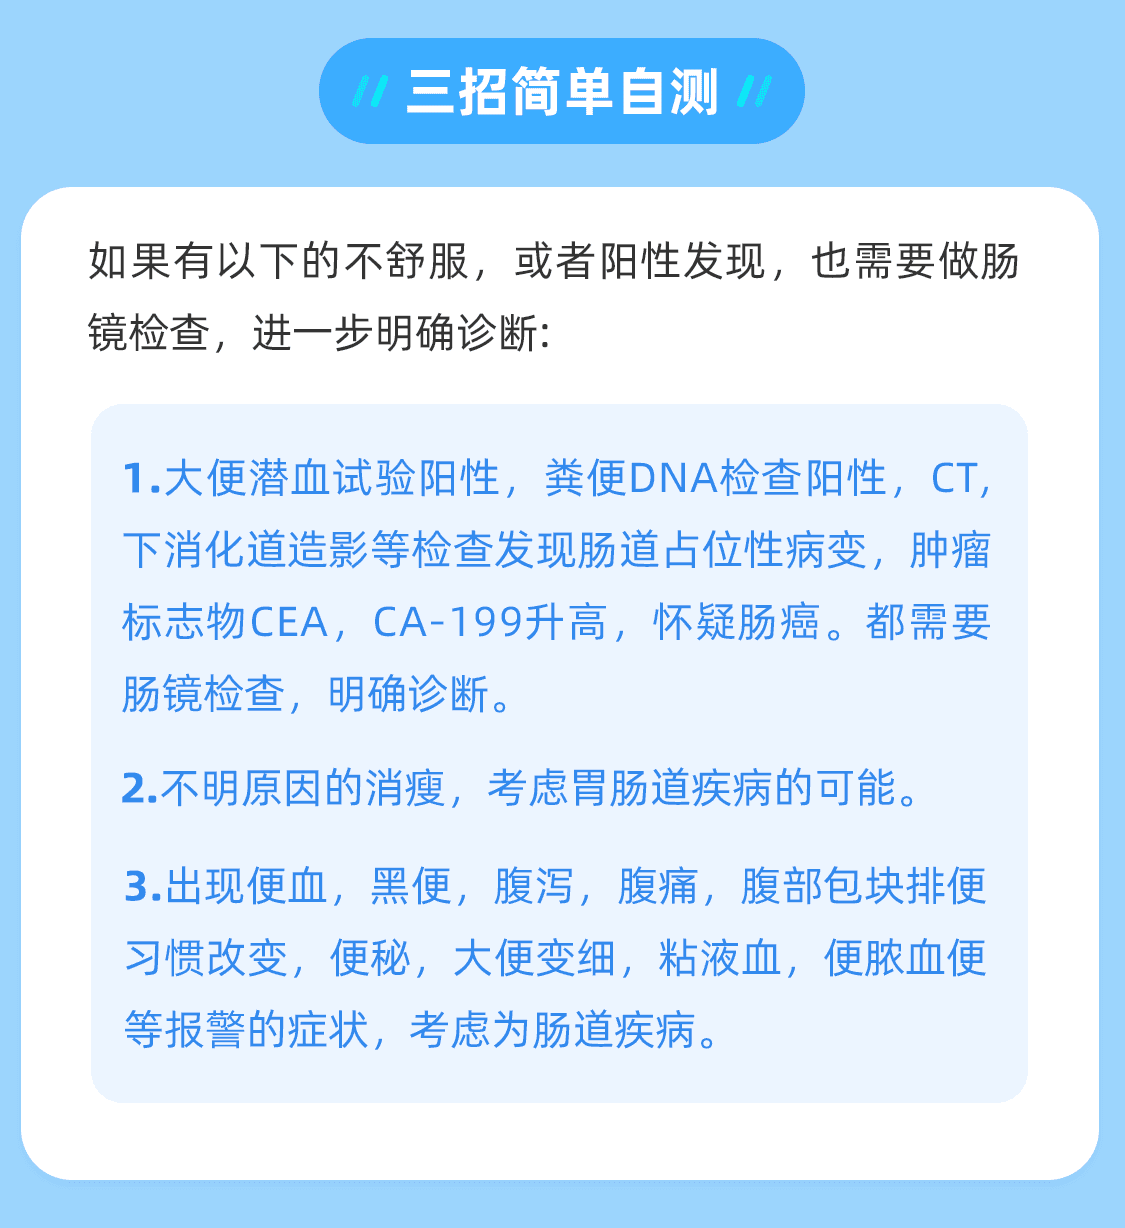 三招简单自测
如果有以下的不舒服，或者阳性发现，也需要做肠
镜检查，进一步明确诊断:
1.大便潜血试验阳性，粪便DNA检查阳性，CT,
下消化道造影等检查发现肠道占位性病变，肿瘤
标志物CEA，CA-199升高，怀疑肠癌。都需要
肠镜检查，明确诊断。
2.不明原因的消瘦，考虑胃肠道疾病的可能。
3.出现便血，黑便，腹泻，腹痛，腹部包块排便
习惯改变，便秘，大便变细，粘液血，便脓血便
等报警的症状，考虑为肠道疾病。